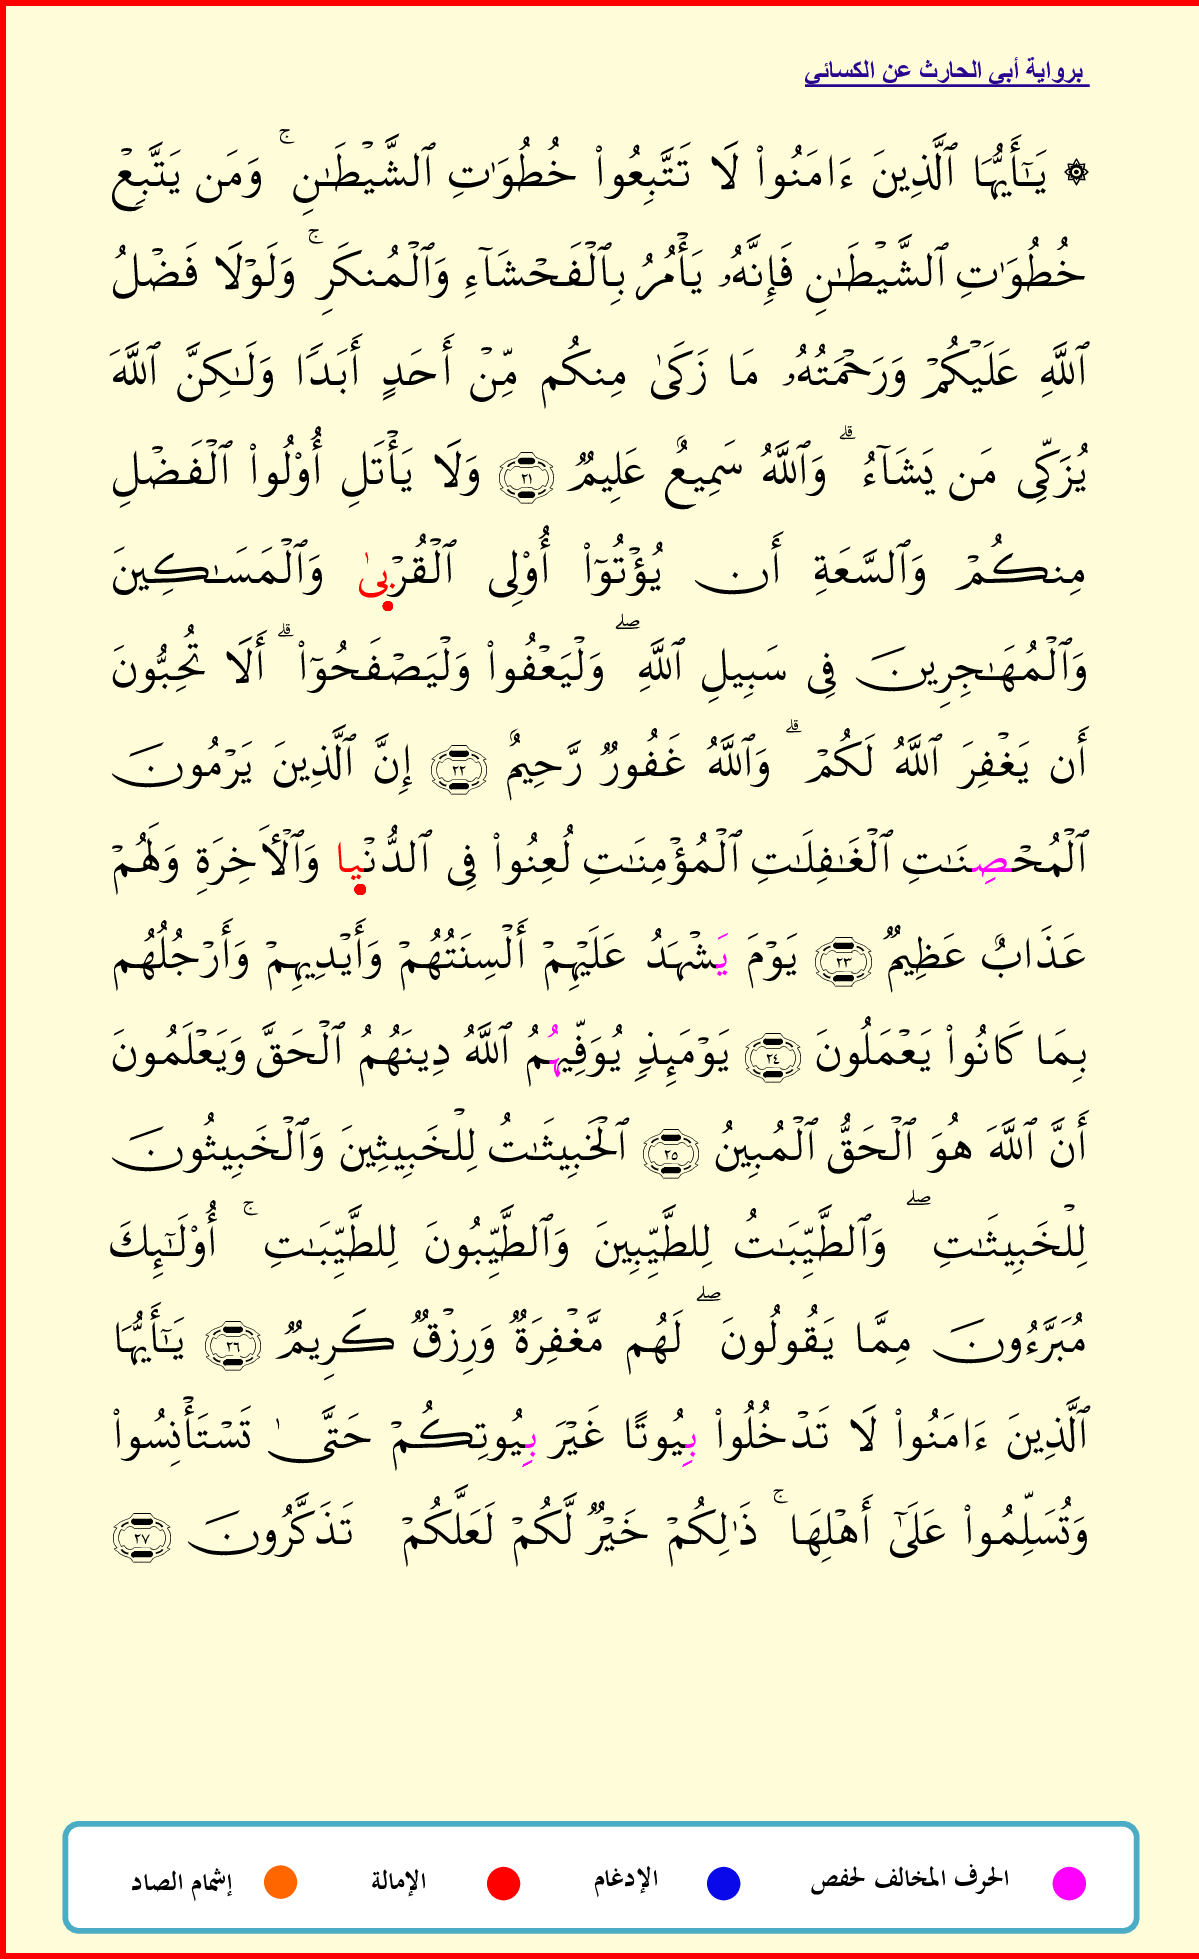 برواية أبي الحارث عن الكسائي
۞ يَـٰٓأَيُّهَا ٱلَّذِينَ ءَامَنُوا۟ لَا تَتَّبِعُوا۟ خُطُوَٰتِ ٱلشَّيْطَـٰنِ ۚ وَمَن يَتَّبِعْ
خُطُوَٰتِ ٱلشَّيْطَـٰنِ فَإِنَّهُۥ يَأْمُرُ بِٱلْفَحْشَآءِ وَٱلْمُنكَرِ ۚ وَلَوْلَا فَضْلُ
ٱللَّهِ عَلَيْكُمْ وَرَحْمَتُهُۥ مَا زَكَىٰ مِنكُم مِّنْ أَحَدٍ أَبَدًا وَلَـٰكِنَّ ٱللَّهَ
يُزَكِّى مَن يَشَآءُ ۗ وَٱللَّهُ سَمِيعٌ عَلِيمٌ ٢١ وَلَا يَأْتَلِ أُو۟لُوا۟ ٱلْفَضْلِ
مِنكُمْ وَٱلسَّعَةِ أَن يُؤْتُوٓا۟ أُو۟لِى ٱلْقُرْبىٰ وَٱلْمَسَـٰكِينَ
وَٱلْمُهَـٰجِرِينَ فِى سَبِيلِ ٱللَّهِ ۖ وَلْيَعْفُوا۟ وَلْيَصْفَحُوٓا۟ ۗ أَلَا تُحِبُّونَ
أَن يَغْفِرَ ٱللَّهُ لَكُمْ ۗ وَٱللَّهُ غَفُورٌ رَّحِيمٌ ٢٢ إِنَّ ٱلَّذِينَ يَرْمُونَ
ٱلْمُحْصِنَـٰتِ ٱلْغَـٰفِلَـٰتِ ٱلْمُؤْمِنَـٰتِ لُعِنُوا۟ فِى ٱلدُّنْيا وَٱلْـَٔاخِرَةِ وَلَهُمْ
عَذَابٌ عَظِيمٌ ٢٣ يَوْمَ يَشْهَدُ عَلَيْهِمْ أَلْسِنَتُهُمْ وَأَيْدِيهِمْ وَأَرْجُلُهُم
بِمَا كَانُوا۟ يَعْمَلُونَ ٢٤ يَوْمَئِذٍ يُوَفِّيهُمُ ٱللَّهُ دِينَهُمُ ٱلْحَقَّ وَيَعْلَمُونَ
أَنَّ ٱللَّهَ هُوَ ٱلْحَقُّ ٱلْمُبِينُ ٢٥ ٱلْخَبِيثَـٰتُ لِلْخَبِيثِينَ وَٱلْخَبِيثُونَ
لِلْخَبِيثَـٰتِ ۖ وَٱلطَّيِّبَـٰتُ لِلطَّيِّبِينَ وَٱلطَّيِّبُونَ لِلطَّيِّبَـٰتِ ۚ أُو۟لَـٰٓئِكَ
مُبَرَّءُونَ مِمَّا يَقُولُونَ ۖ لَهُم مَّغْفِرَةٌ وَرِزْقٌ كَرِيمٌ ٢٦ يَـٰٓأَيُّهَا
ٱلَّذِينَ ءَامَنُوا۟ لَا تَدْخُلُوا۟ بِيُوتًا غَيْرَ بِيُوتِكُمْ حَتَّىٰ تَسْتَأْنِسُوا۟
وَتُسَلِّمُوا۟ عَلَىٰٓ أَهْلِهَا ۚ ذَٰلِكُمْ خَيْرٌ لَّكُمْ لَعَلَّكُمْ تَذَكَّرُونَ ٢٧
الحرف المخالف لحفص الإدغام الإمالة إشمام الصاد